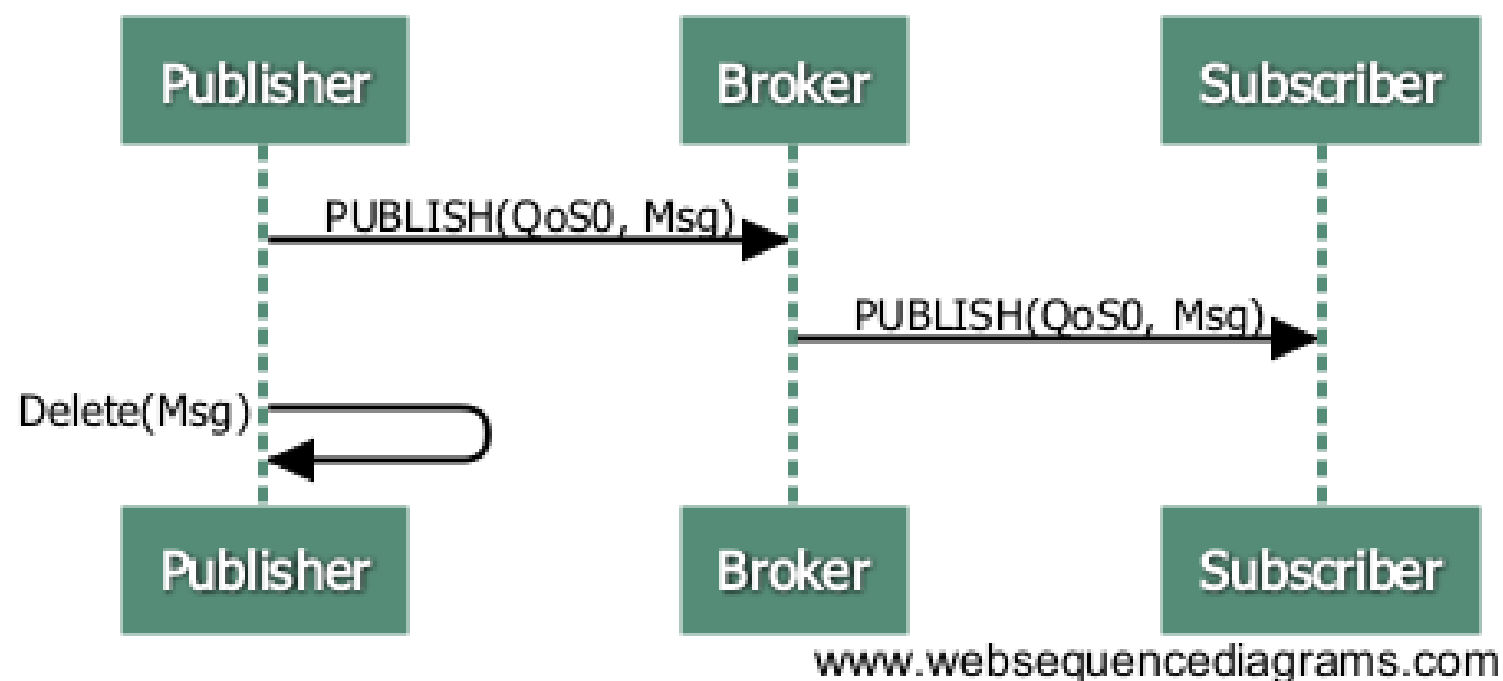 Publisher Broker Subscriber
PUBLISH(QoS0, Msg)
PUBLISH(QoS0, Msg)
Delete(Msg)
Publisher Broker Subscriber
www.websequencediagrams.com